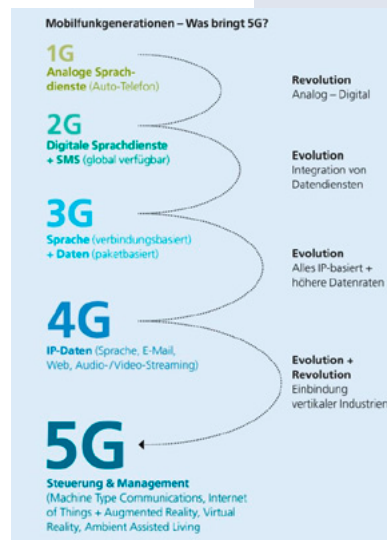 Mobilfunkgenerationen – Was bringt 5G?
1G
Analoge Sprach-
dienste (Auto-Telefon)
Revolution
Analog – Digital
2G
Digitale Sprachdienste
+ SMS (global verfügbar)
Evolution
Integration von
Datendiensten
3G
Sprache (verbindungsbasiert)
+ Daten (paketbasiert)
Evolution
Alles IP-basiert +
höhere Datenraten
4G
IP-Daten (Sprache, E-Mail,
Web, Audio-/Video-Streaming)
Evolution +
Revolution
Einbindung
vertikaler Industrien
5G
Steuerung & Management
(Machine Type Communications, Internet
of Things + Augmented Reality, Virtual
Reality, Ambient Assisted Living